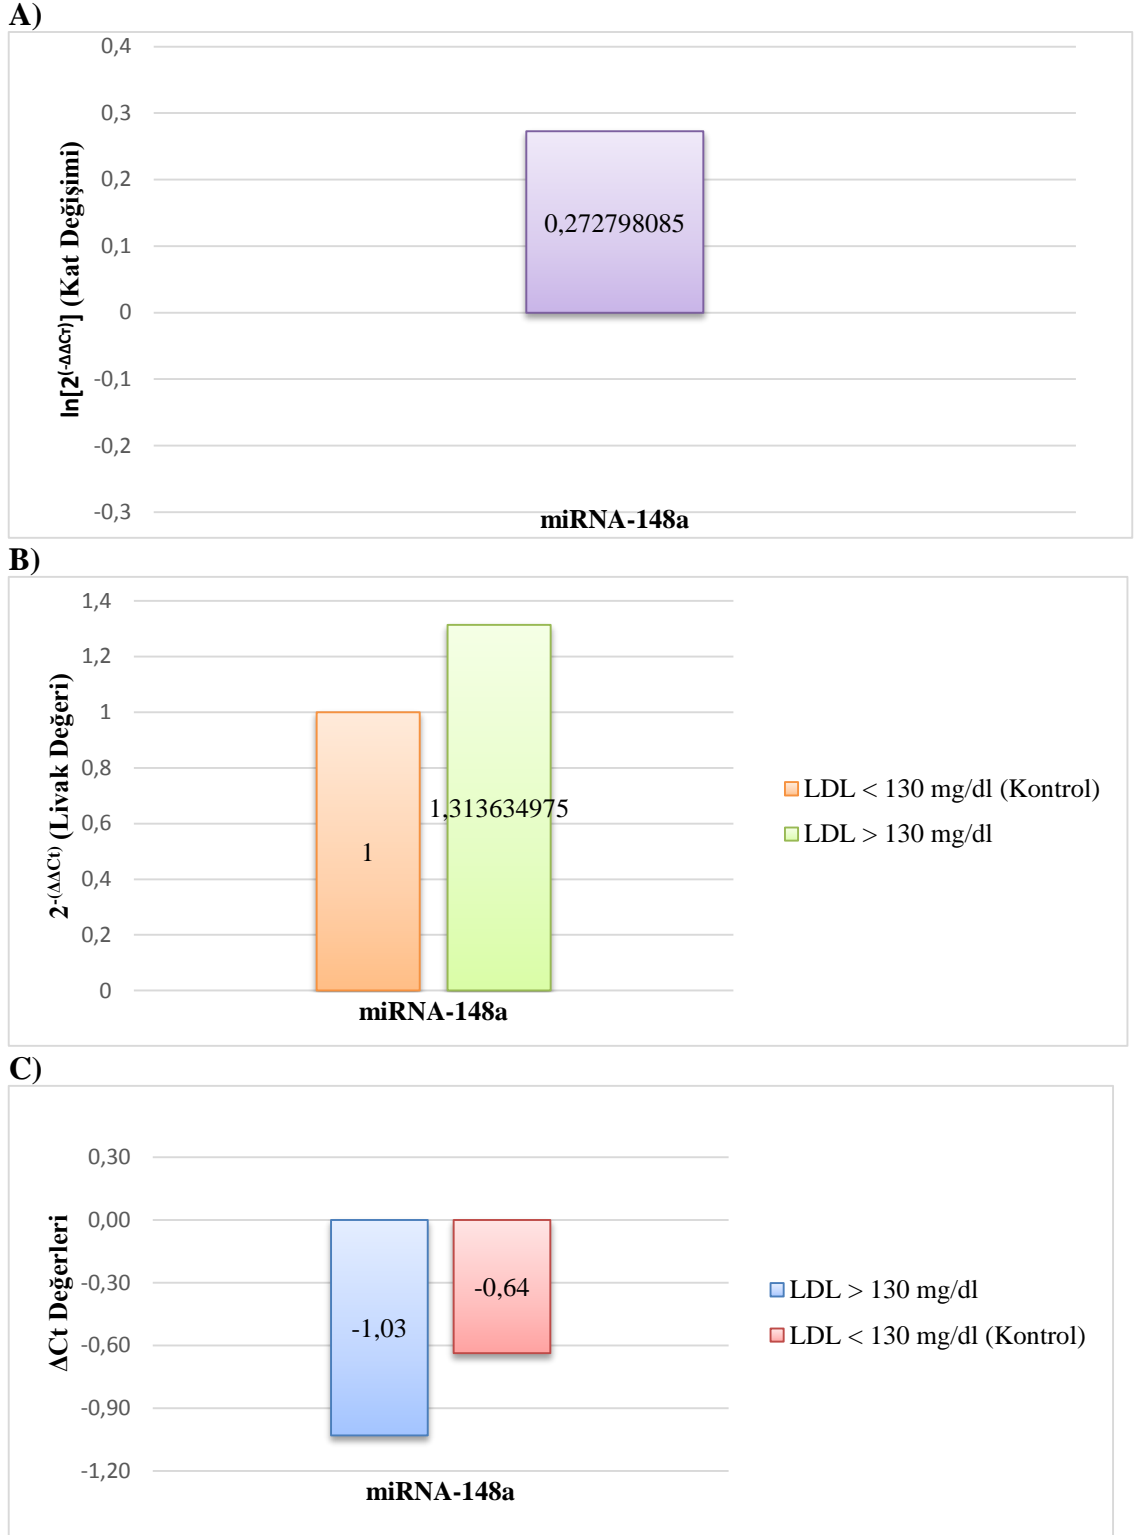 A)
0,4
0,3
0,2
0,1
0
-0,1
-0,2
-0,3
ln[2(-ΔΔCT)] (Kat Değişimi)
0,272798085
miRNA-148a
B)
1,4
1,2
1
0,8
0,6
0,4
0,2
0
2-(ΔΔCt) (Livak Değeri)
1
1,313634975
miRNA-148a
LDL < 130 mg/dl (Kontrol)
LDL > 130 mg/dl
C)
0,30
0,00
-0,30
-0,60
-0,90
-1,20
ΔCt Değerleri
-1,03
-0,64
miRNA-148a
LDL > 130 mg/dl
LDL < 130 mg/dl (Kontrol)